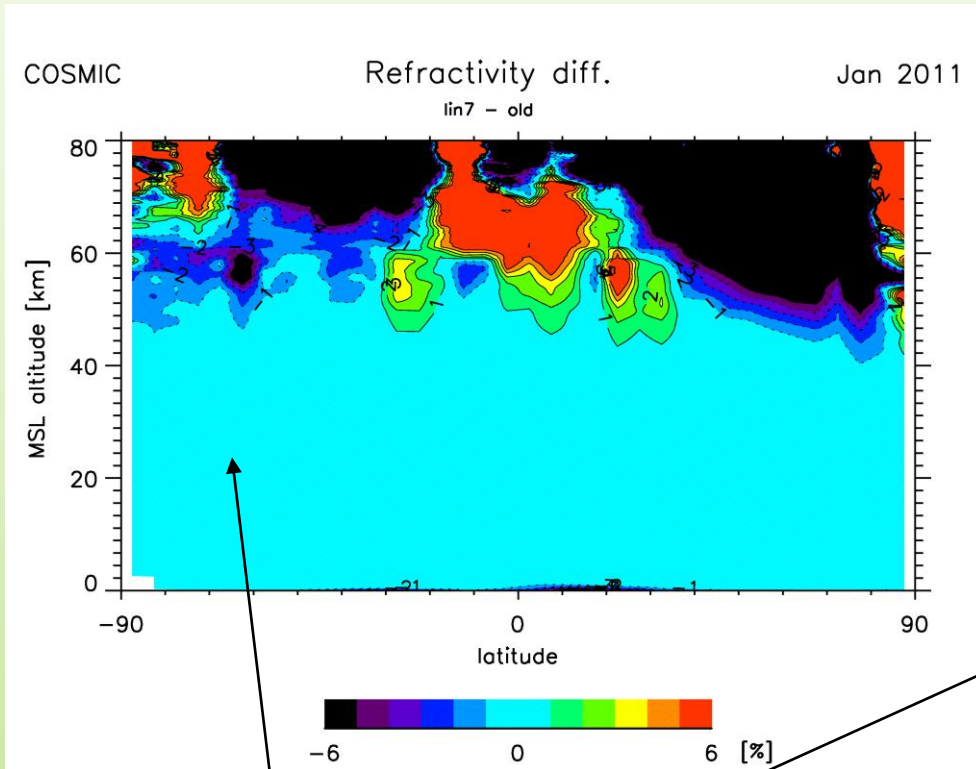 COSMIC Refractivity diff. Jan 2011
lin7 – old
80
60
40
20
0
MSL altitude [km]
−90 0 90
latitude
−6 0 6 [%]